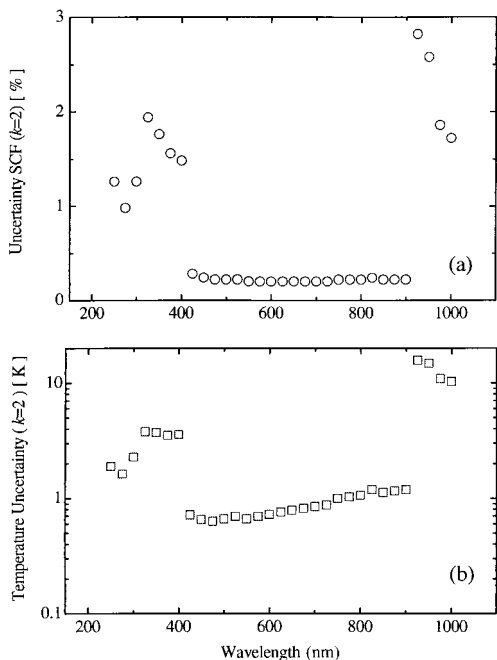 3
2
1
0
Uncertainty SCF (k=2) [ % ]
(a)
200 400 600 800 1000
10
1
0.1
Temperature Uncertainty ( k=2 ) [ K ]
(b)
200 400 600 800 1000
Wavelength (nm)